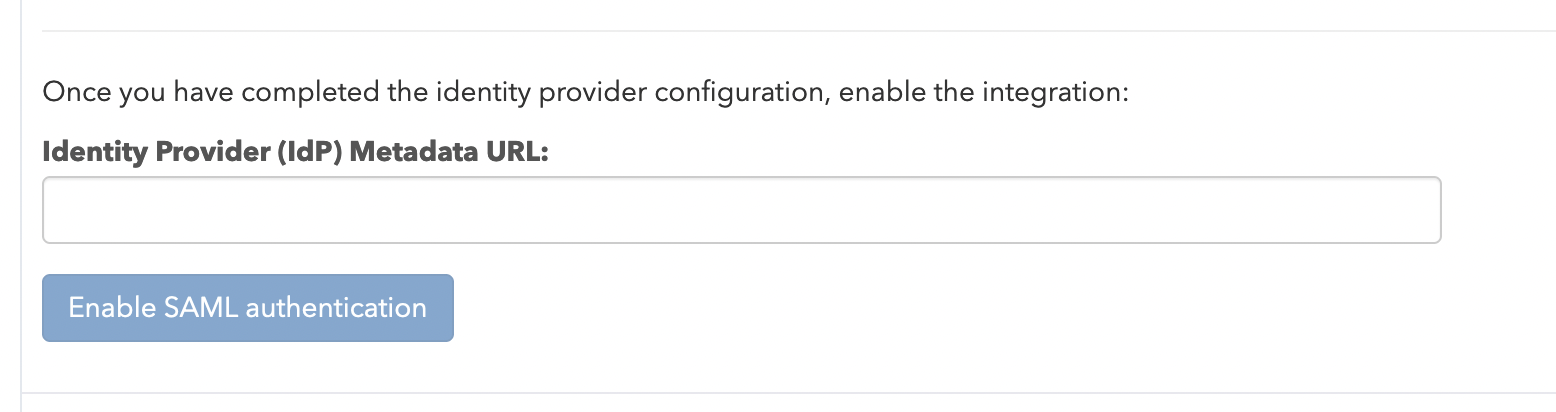 Once you have completed the identity provider configuration, enable the integration:
Identity Provider (IdP) Metadata URL:
Enable SAML authentication